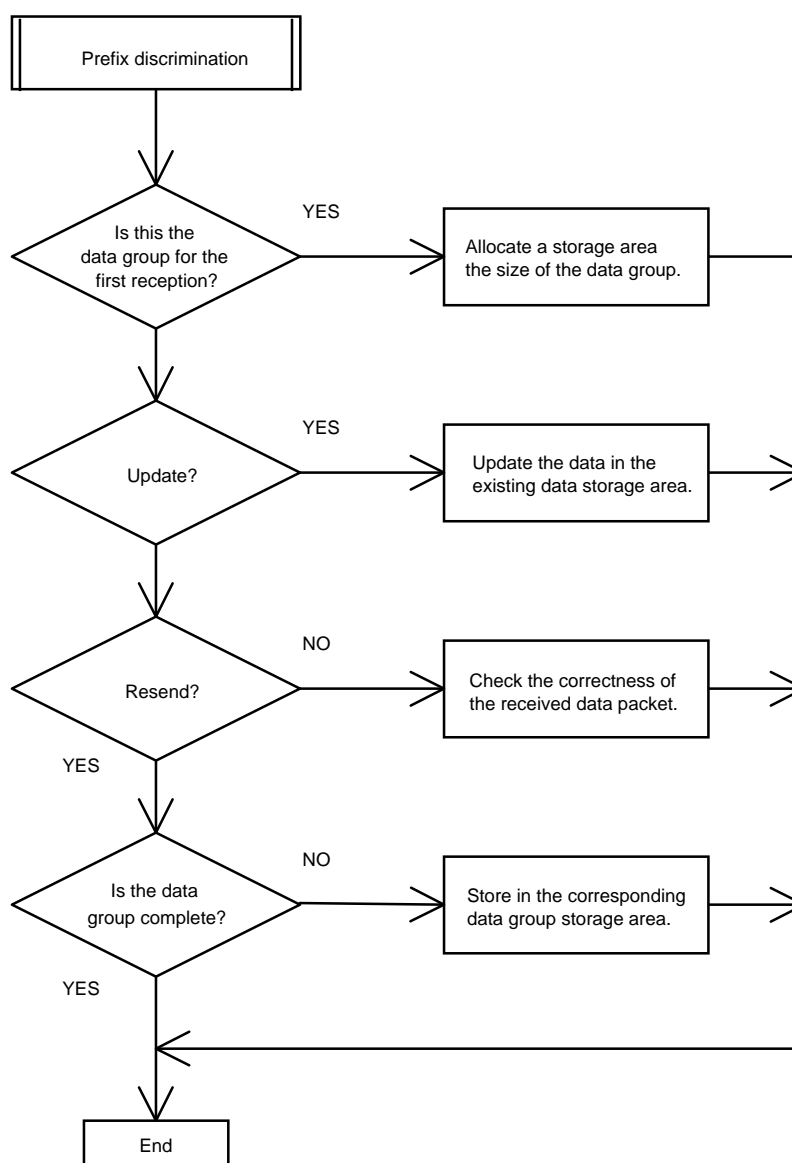 Prefix discrimination
Is this the
data group for the
first reception?
YES
Allocate a storage area
the size of the data group.
Update?
YES
Update the data in the
existing data storage area.
Resend?
NO
Check the correctness of
the received data packet.
YES
Is the data
group complete?
NO
Store in the corresponding
data group storage area.
YES
End